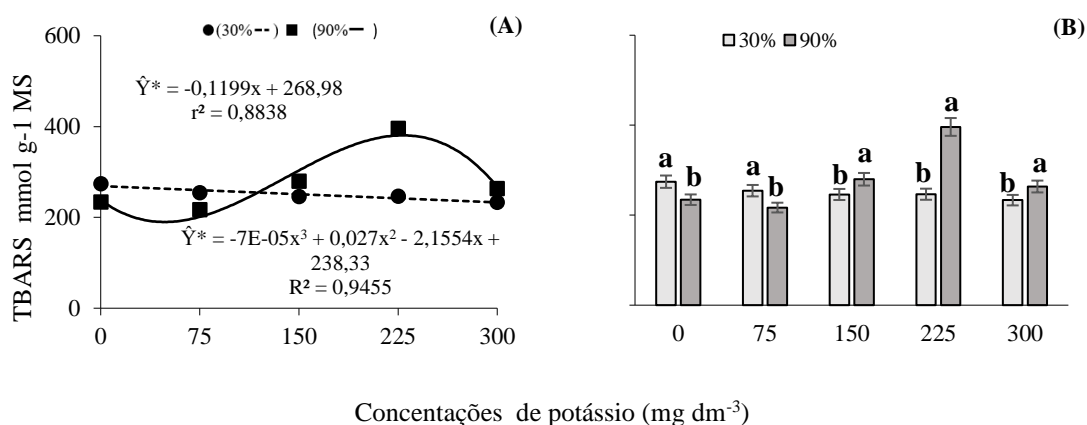 (A)
●(30%--) ■ (90%— )
TBARS mmol g-1 MS
600
400
200
0
Ŷ* = -0,1199x + 268,98
r² = 0,8838
Ŷ* = -7E-05x³ + 0,027x² - 2,1554x +
238,33
R² = 0,9455
0 75 150 225 300
(B)
30% 90%
a b a b b a b a b a
0 75 150 225 300
Concentações de potássio (mg dm⁻³)